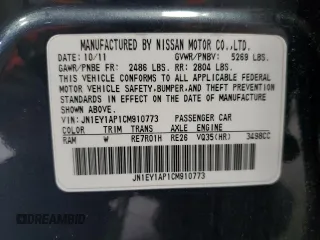 MANUFACTURED BY NISSAN MOTOR CO.,LTD.
DATE: 10/11 GVWR/PNBV: 5269 LBS.
GAWR/PNBE FR: 2486 LBS. RR: 2804 LBS.
THIS VEHICLE CONFORMS TO ALL APPLICABLE FEDERAL
MOTOR VEHICLE SAFETY,BUMPER,AND THEFT PREVENTION
STANDARDS IN EFFECT ON THE DATE OF MANUFACTURE
SHOWN ABOVE.
VIN:JN1EY1AP1CM910773 PASSENGER CAR
COLOR TRIM TRANS AXLE ENGINE
RAM W RE7R01H RE26 VQ35(HR) 3498CC
JN1EY1AP1CM910773
© DREAMBID